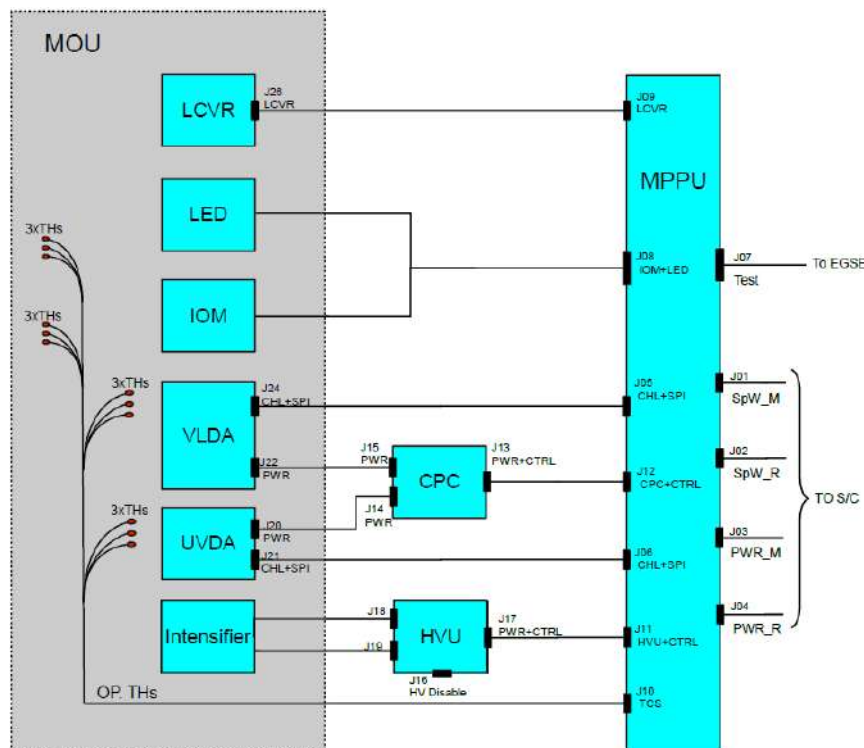 MOU
J26
LCVR
LCVR
J09
LCVR
MPPU
LED
3xTHs
J08
IOM+LED
J07
Test
To EGSE
IOM
3xTHs
3xTHs
J24
CHL+SPI
J05
CHL+SPI
J01
SpW_M
VLDA
J22
PWR
J15
PWR
J13
PWR+CTRL
CPC
J12
CPC+CTRL
J02
SpW_R
J14
PWR
TO S/C
3xTHs
UVDA
J20
PWR
J21
CHL+SPI
J06
CHL+SPI
J03
PWR_M
Intensifier
J18
J19
HVU
J17
PWR+CTRL
J11
HVU+CTRL
J04
PWR_R
J16
HV Disable
OP. THs
J10
TCS